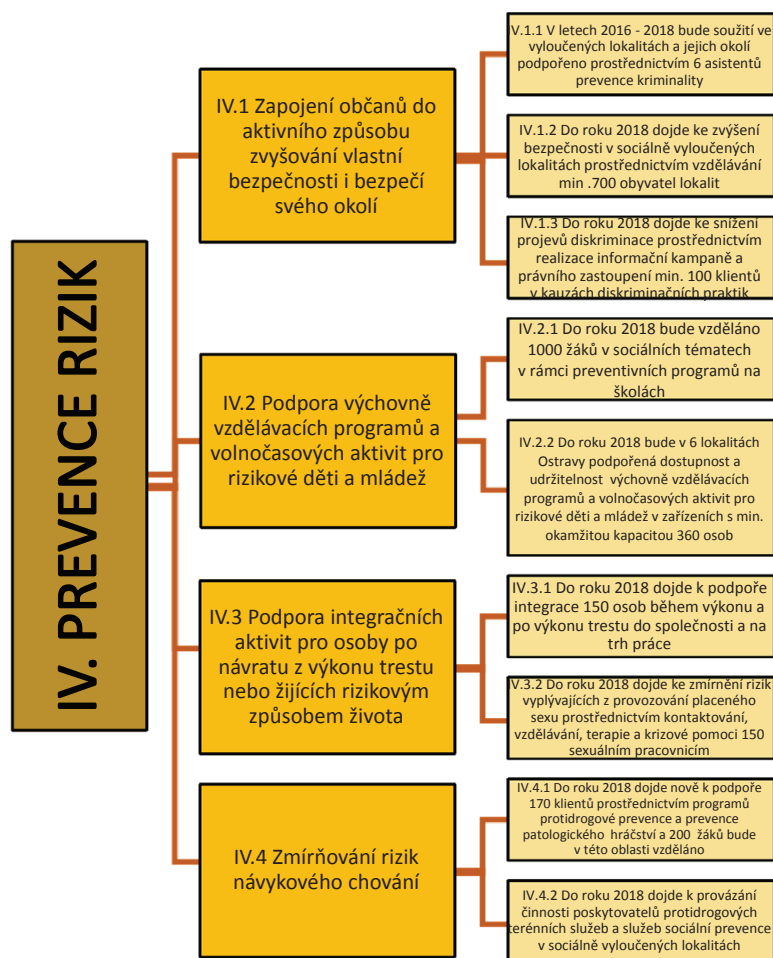 IV. PREVENCE RIZIK
IV.1 Zapojení občanů do
aktivního způsobu
zvyšování vlastní
bezpečnosti i bezpečí
svého okolí
IV.1.1 V letech 2016 - 2018 bude soužití ve
vyloučených lokalitách a jejich okolí
podpořeno prostřednictvím 6 asistentů
prevence kriminality
IV.1.2 Do roku 2018 dojde ke zvýšení
bezpečnosti v sociálně vyloučených
lokalitách prostřednictvím vzdělávání
min .700 obyvatel lokalit
IV.1.3 Do roku 2018 dojde ke snížení
projevů diskriminace prostřednictvím
realizace informační kampaně a
právního zastoupení min. 100 klientů
v kauzách diskriminačních praktik
IV.2 Podpora výchovně
vzdělávacích programů a
volnočasových aktivit pro
rizikové děti a mládež
IV.2.1 Do roku 2018 bude vzděláno
1000 žáků v sociálních tématech
v rámci preventivních programů na
školách
IV.2.2 Do roku 2018 bude v 6 lokalitách
Ostravy podpořená dostupnost a
udržitelnost výchovně vzdělávacích
programů a volnočasových aktivit pro
rizikové děti a mládež v zařízeních s min.
okamžitou kapacitou 360 osob
IV.3 Podpora integračních
aktivit pro osoby po
návratu z výkonu trestu
nebo žijících rizikovým
způsobem života
IV.3.1 Do roku 2018 dojde k podpoře
integrace 150 osob během výkonu a
po výkonu trestu do společnosti a na
trh práce
IV.3.2 Do roku 2018 dojde ke zmírnění rizik
vyplývajících z provozování placeného
sexu prostřednictvím kontaktování,
vzdělávání, terapie a krizové pomoci 150
sexuálním pracovnicím
IV.4 Zmírňování rizik
návykového chování
IV.4.1 Do roku 2018 dojde nově k podpoře
170 klientů prostřednictvím programů
protidrogové prevence a prevence
patologického hráčství a 200 žáků bude
v této oblasti vzděláno
IV.4.2 Do roku 2018 dojde k provázání
činnosti poskytovatelů protidrogových
terénních služeb a služeb sociální prevence
v sociálně vyloučených lokalitách